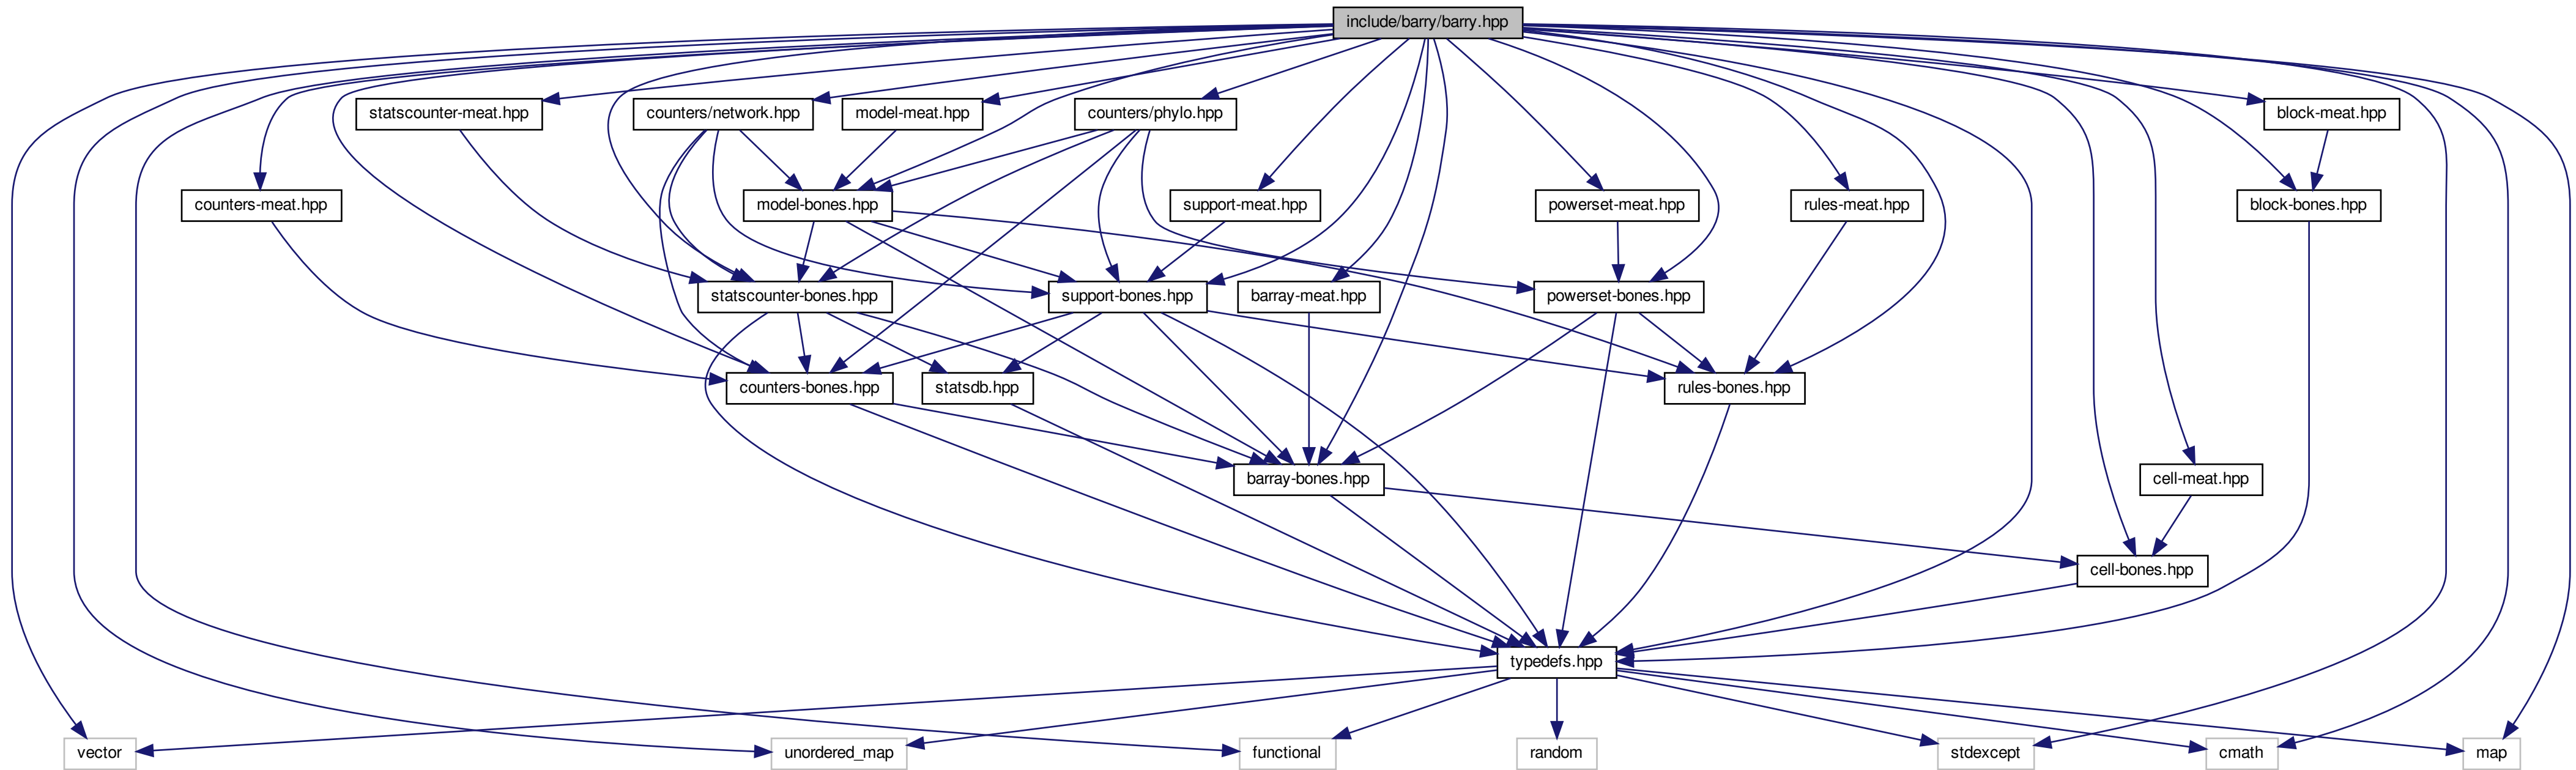 include/barry/barry.hpp
statscounter-meat.hpp
counters/network.hpp
model-meat.hpp
counters/phylo.hpp
block-meat.hpp
counters-meat.hpp
model-bones.hpp
support-meat.hpp
powerset-meat.hpp
rules-meat.hpp
block-bones.hpp
statscounter-bones.hpp
support-bones.hpp
barray-meat.hpp
powerset-bones.hpp
counters-bones.hpp
statsdb.hpp
rules-bones.hpp
barray-bones.hpp
cell-meat.hpp
cell-bones.hpp
typedefs.hpp
vector
unordered_map
functional
random
stdexcept
cmath
map